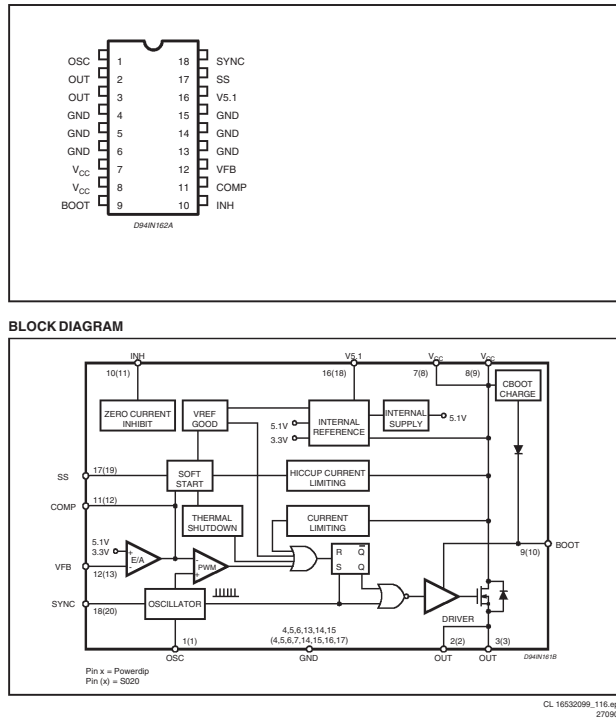 OSC 1 18 SYNC
OUT 2 17 SS
OUT 3 16 V5.1
GND 4 15 GND
GND 5 14 GND
GND 6 13 GND
VCC 7 12 VFB
VCC 8 11 COMP
BOOT 9 10 INH
D94IN162A
BLOCK DIAGRAM
INH V5.1 VCC VCC
10(11) 16(18) 7(8) 8(9)
CBOOT
CHARGE
ZERO CURRENT
INHIBIT
VREF
GOOD
5.1V
3.3V
INTERNAL
REFERENCE
INTERNAL
SUPPLY
5.1V
SS 17(19)
SOFT
START
HICCUP CURRENT
LIMITING
COMP 11(12)
THERMAL
SHUTDOWN
CURRENT
LIMITING
5.1V
3.3V
+ E/A -
VFB 12(13)
- PWM +
R Q
S Q
9(10) BOOT
SYNC 18(20)
OSCILLATOR
DRIVER
1(1)
OSC
4,5,6,13,14,15
(4,5,6,7,14,15,16,17)
GND
2(2) 3(3)
OUT OUT
D94IN161B
Pin x = Powerdip
Pin (x) = S020
CL 16532099_116.ep
27090